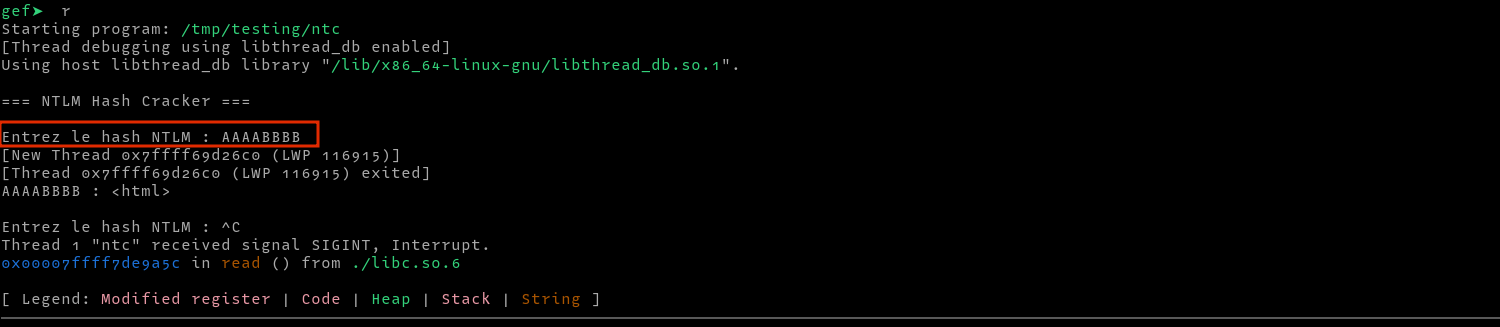 gef➤  r
Starting program: /tmp/testing/ntc
[Thread debugging using libthread_db enabled]
Using host libthread_db library "/lib/x86_64-linux-gnu/libthread_db.so.1".
=== NTLM Hash Cracker ===
Entrez le hash NTLM : AAAABBBB
[New Thread 0x7ffff69d26c0 (LWP 116915)]
[Thread 0x7ffff69d26c0 (LWP 116915) exited]
AAAABBBB : <html>
Entrez le hash NTLM : ^C
Thread 1 "ntc" received signal SIGINT, Interrupt.
0x00007ffff7de9a5c in read () from ./libc.so.6
[ Legend: Modified register | Code | Heap | Stack | String ]